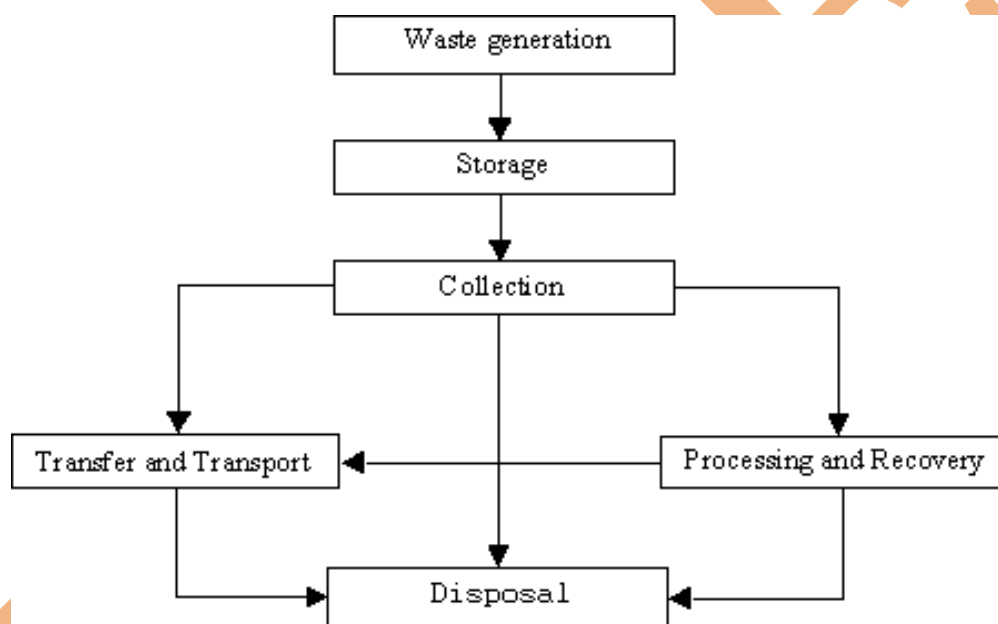 Waste generation
Storage
Collection
Transfer and Transport
Processing and Recovery
Disposal